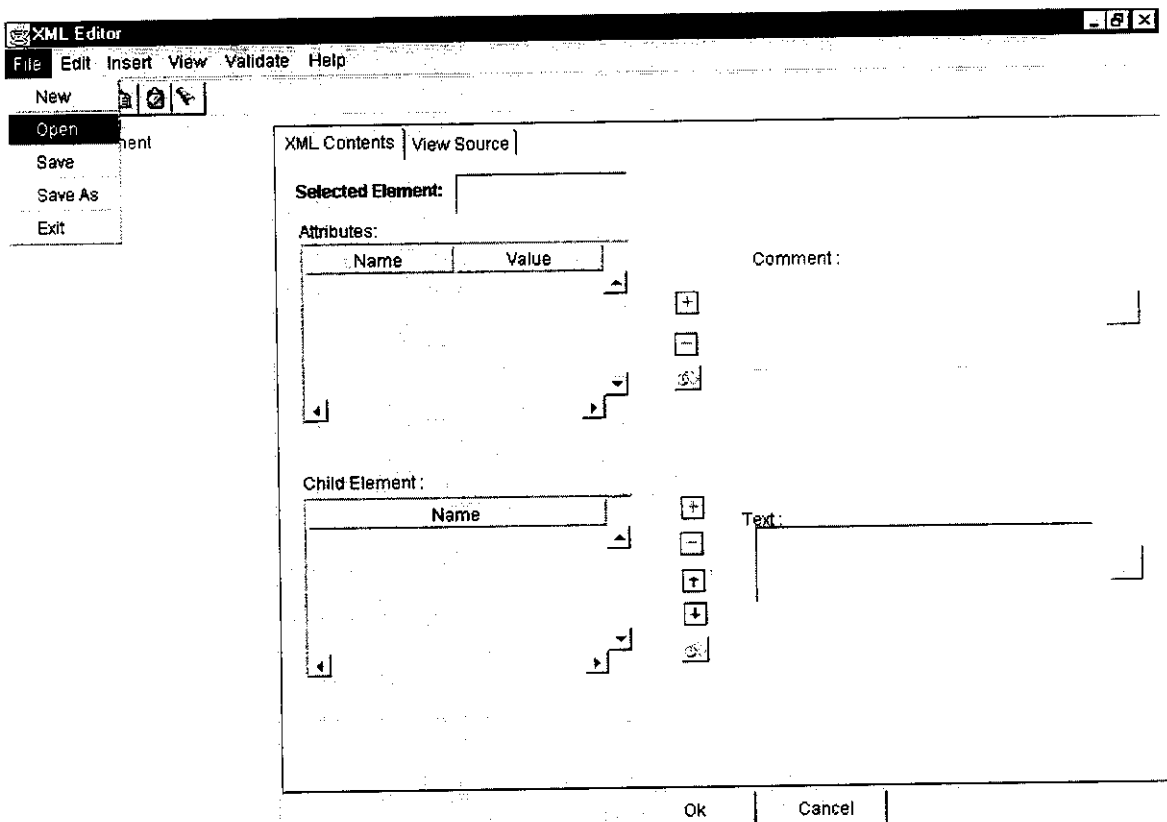 XML Editor
File Edit Insert View Validate Help
New
Open
Save
Save As
Exit
XML Contents View Source
Selected Element:
Attributes:
Name Value
Comment :
Child Element :
Name
Text :
Ok Cancel